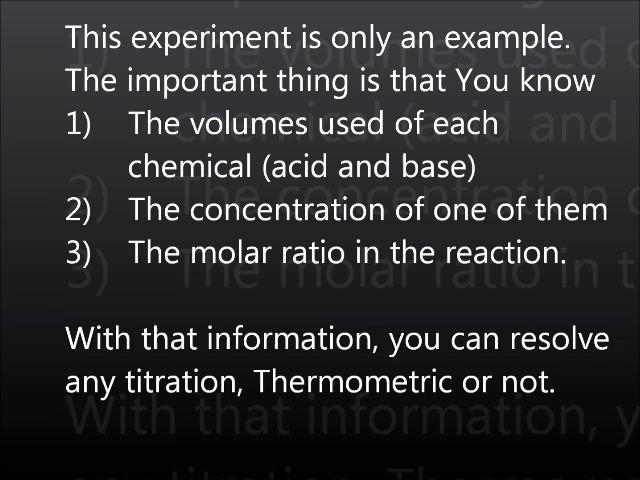 This experiment is only an example.
The important thing is that You know
1) The volumes used of each
chemical (acid and base)
2) The concentration of one of them
3) The molar ratio in the reaction.
With that information, you can resolve
any titration, Thermometric or not.